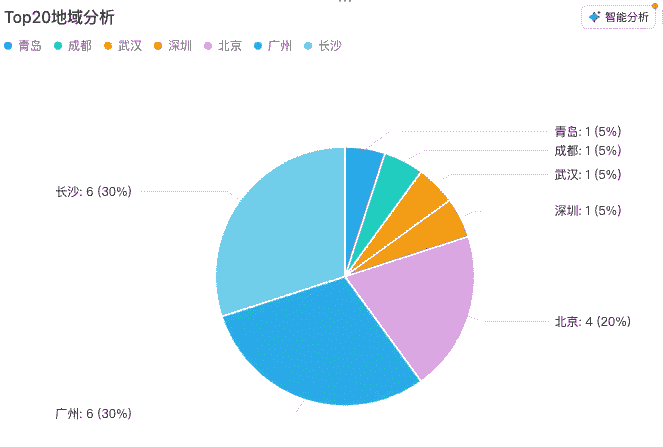 Top20地域分析
智能分析
青岛 成都 武汉 深圳 北京 广州 长沙
青岛: 1 (5%)
成都: 1 (5%)
武汉: 1 (5%)
长沙: 6 (30%)
深圳: 1 (5%)
北京: 4 (20%)
广州: 6 (30%)